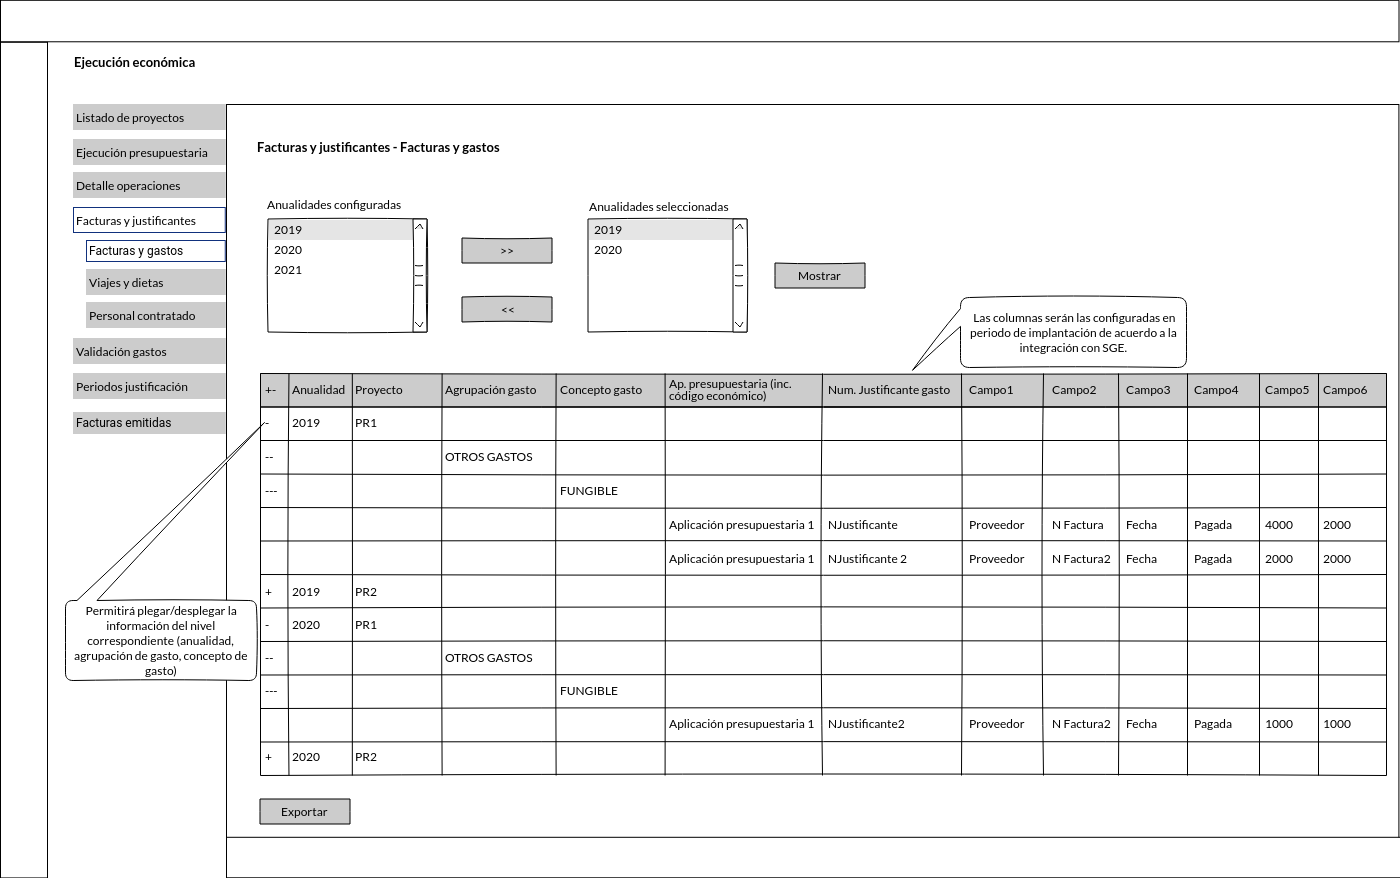 Ejecución económica
Listado de proyectos
Ejecución presupuestaria
Detalle operaciones
Facturas y justificantes
Facturas y gastos
Viajes y dietas
Personal contratado
Validación gastos
Periodos justificación
Facturas emitidas
Facturas y justificantes - Facturas y gastos
Anualidades configuradas
2019
2020
2021
>>
<<
Anualidades seleccionadas
2019
2020
Mostrar
Las columnas serán las configuradas en
periodo de implantación de acuerdo a la
integración con SGE.
+- Anualidad Proyecto Agrupación gasto Concepto gasto Ap. presupuestaria (inc.
código económico) Num. Justificante gasto Campo1 Campo2 Campo3 Campo4 Campo5 Campo6
- 2019 PR1
-- OTROS GASTOS
--- FUNGIBLE
Aplicación presupuestaria 1 NJustificante Proveedor N Factura Fecha Pagada 4000 2000
Aplicación presupuestaria 1 NJustificante 2 Proveedor N Factura2 Fecha Pagada 2000 2000
+ 2019 PR2
- 2020 PR1
-- OTROS GASTOS
--- FUNGIBLE
Aplicación presupuestaria 1 NJustificante2 Proveedor N Factura2 Fecha Pagada 1000 1000
+ 2020 PR2
Permitirá plegar/desplegar la
información del nivel
correspondiente (anualidad,
agrupación de gasto, concepto de
gasto)
Exportar